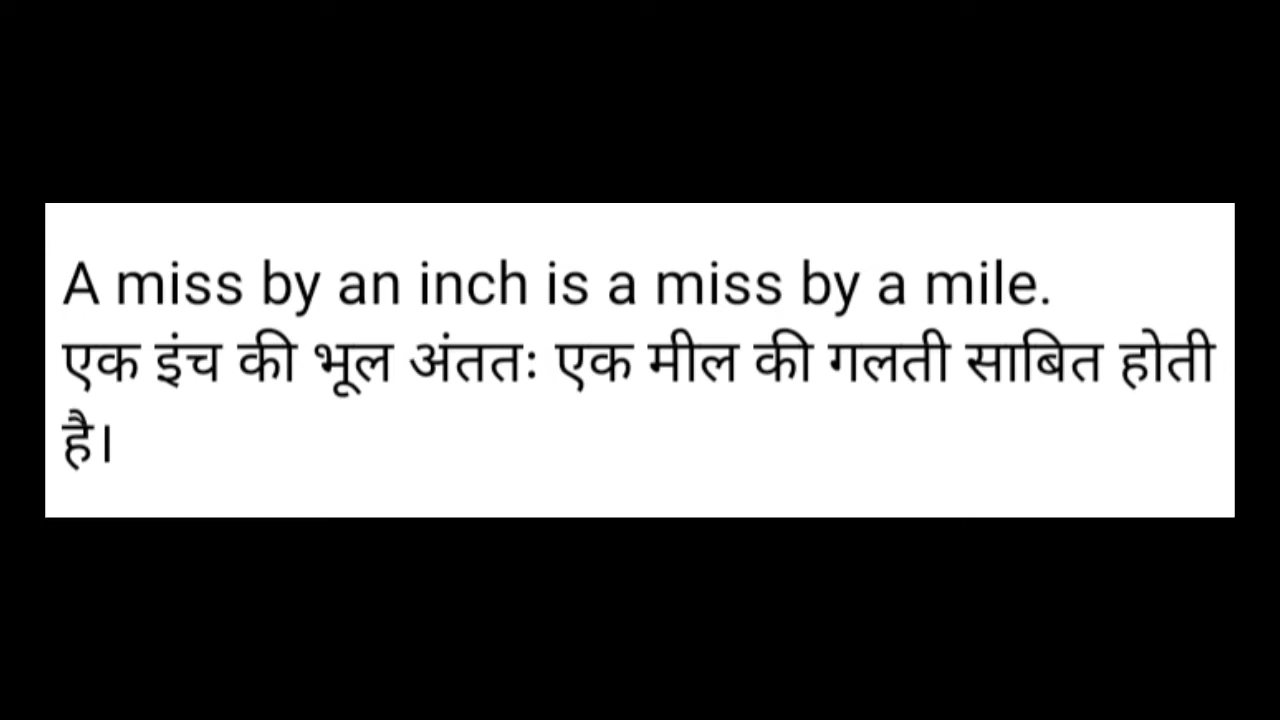 A miss by an inch is a miss by a mile.
एक इंच की भूल अंततः एक मील की गलती साबित होती
है।